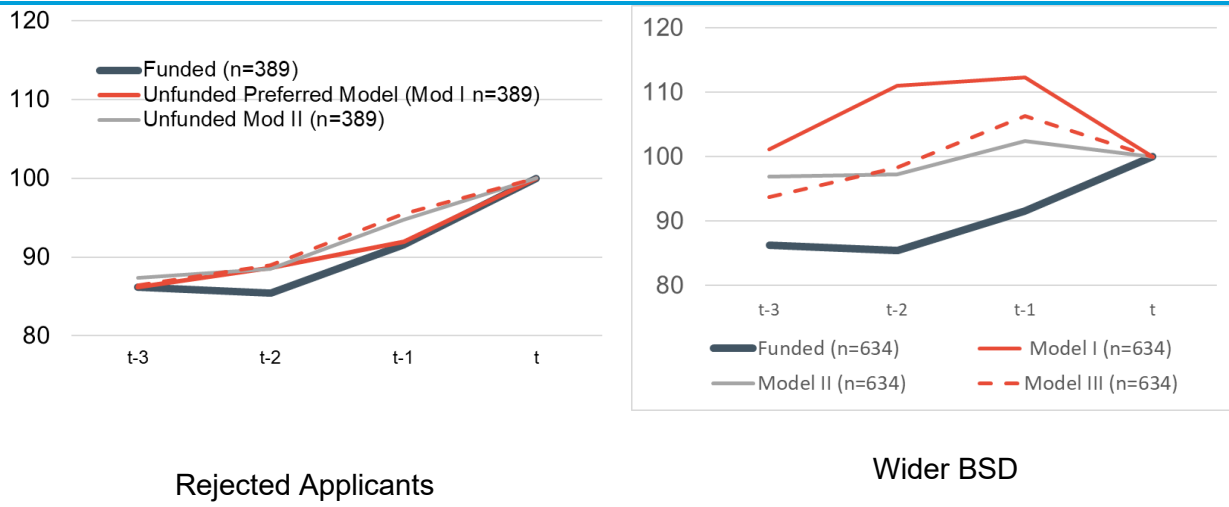 120
110
100
90
80
Funded (n=389)
Unfunded Preferred Model (Mod I n=389)
Unfunded Mod II (n=389)
t-3 t-2 t-1 t
Rejected Applicants
120
110
100
90
80
t-3 t-2 t-1 t
Funded (n=634) Model I (n=634)
Model II (n=634) Model III (n=634)
Wider BSD